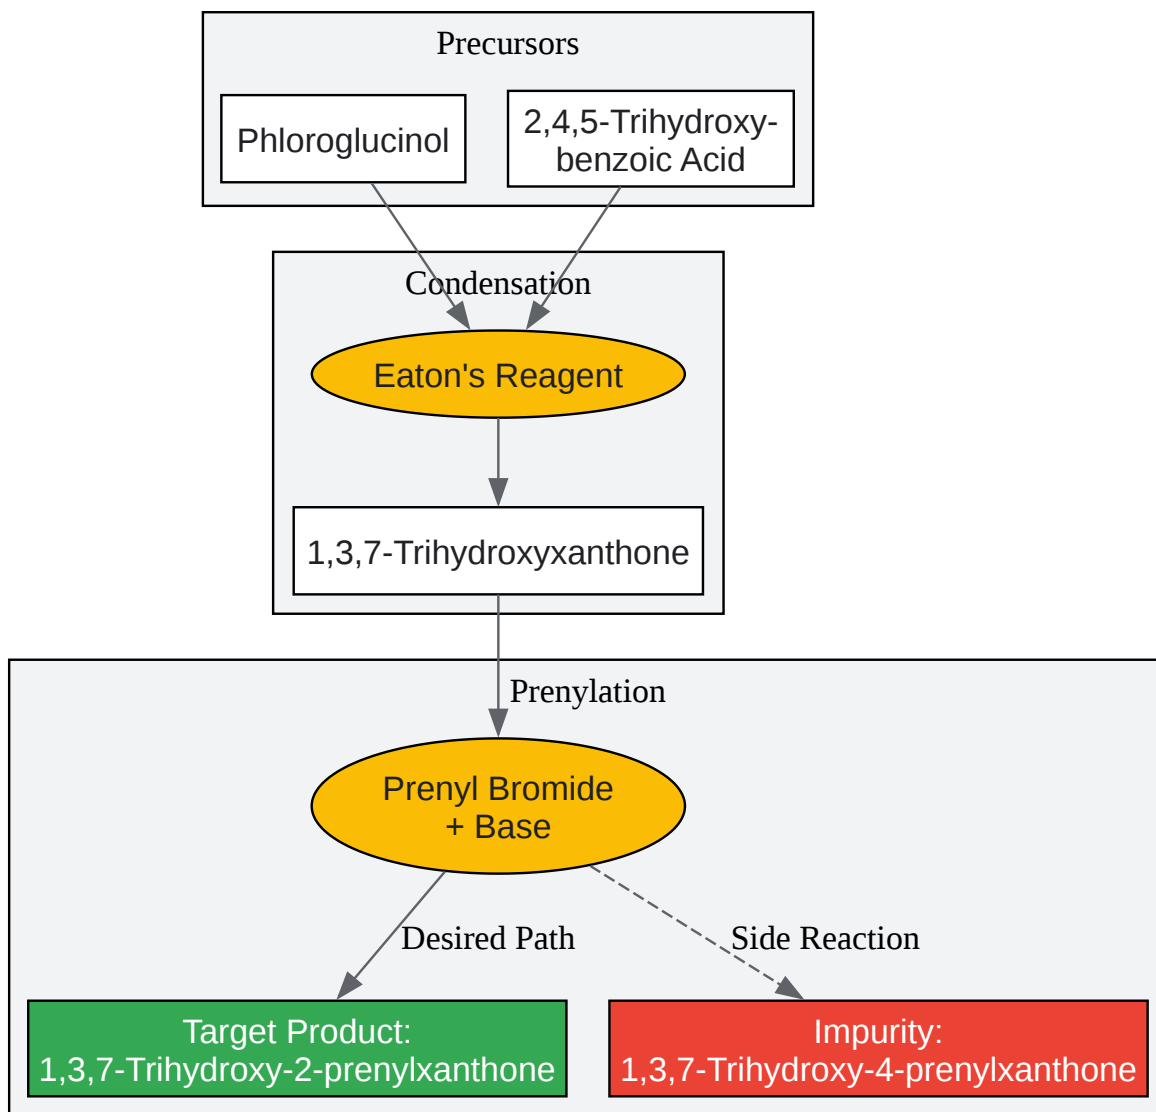 Precursors
Phloroglucinol
2,4,5-Trihydroxy-
benzoic Acid
Condensation
Eaton's Reagent
1,3,7-Trihydroxyxanthone
Prenylation
Prenyl Bromide
+ Base
Desired Path
Side Reaction
Target Product:
1,3,7-Trihydroxy-2-prenylxanthone
Impurity:
1,3,7-Trihydroxy-4-prenylxanthone